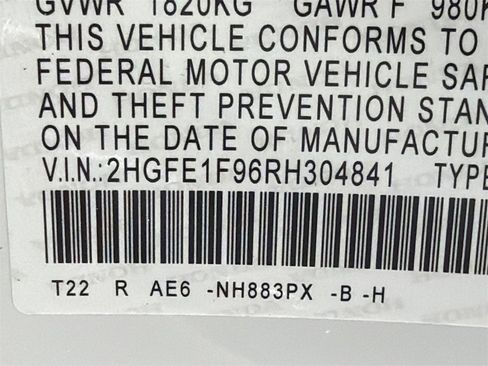 GVWR 1820KG GAWR F 980K
THIS VEHICLE CONFORMS TO
FEDERAL MOTOR VEHICLE SAF
AND THEFT PREVENTION STAN
ON THE DATE OF MANUFACTUR
V.I.N.:2HGFE1F96RH304841 TYPE
T22 R AE6 -NH883PX -B -H